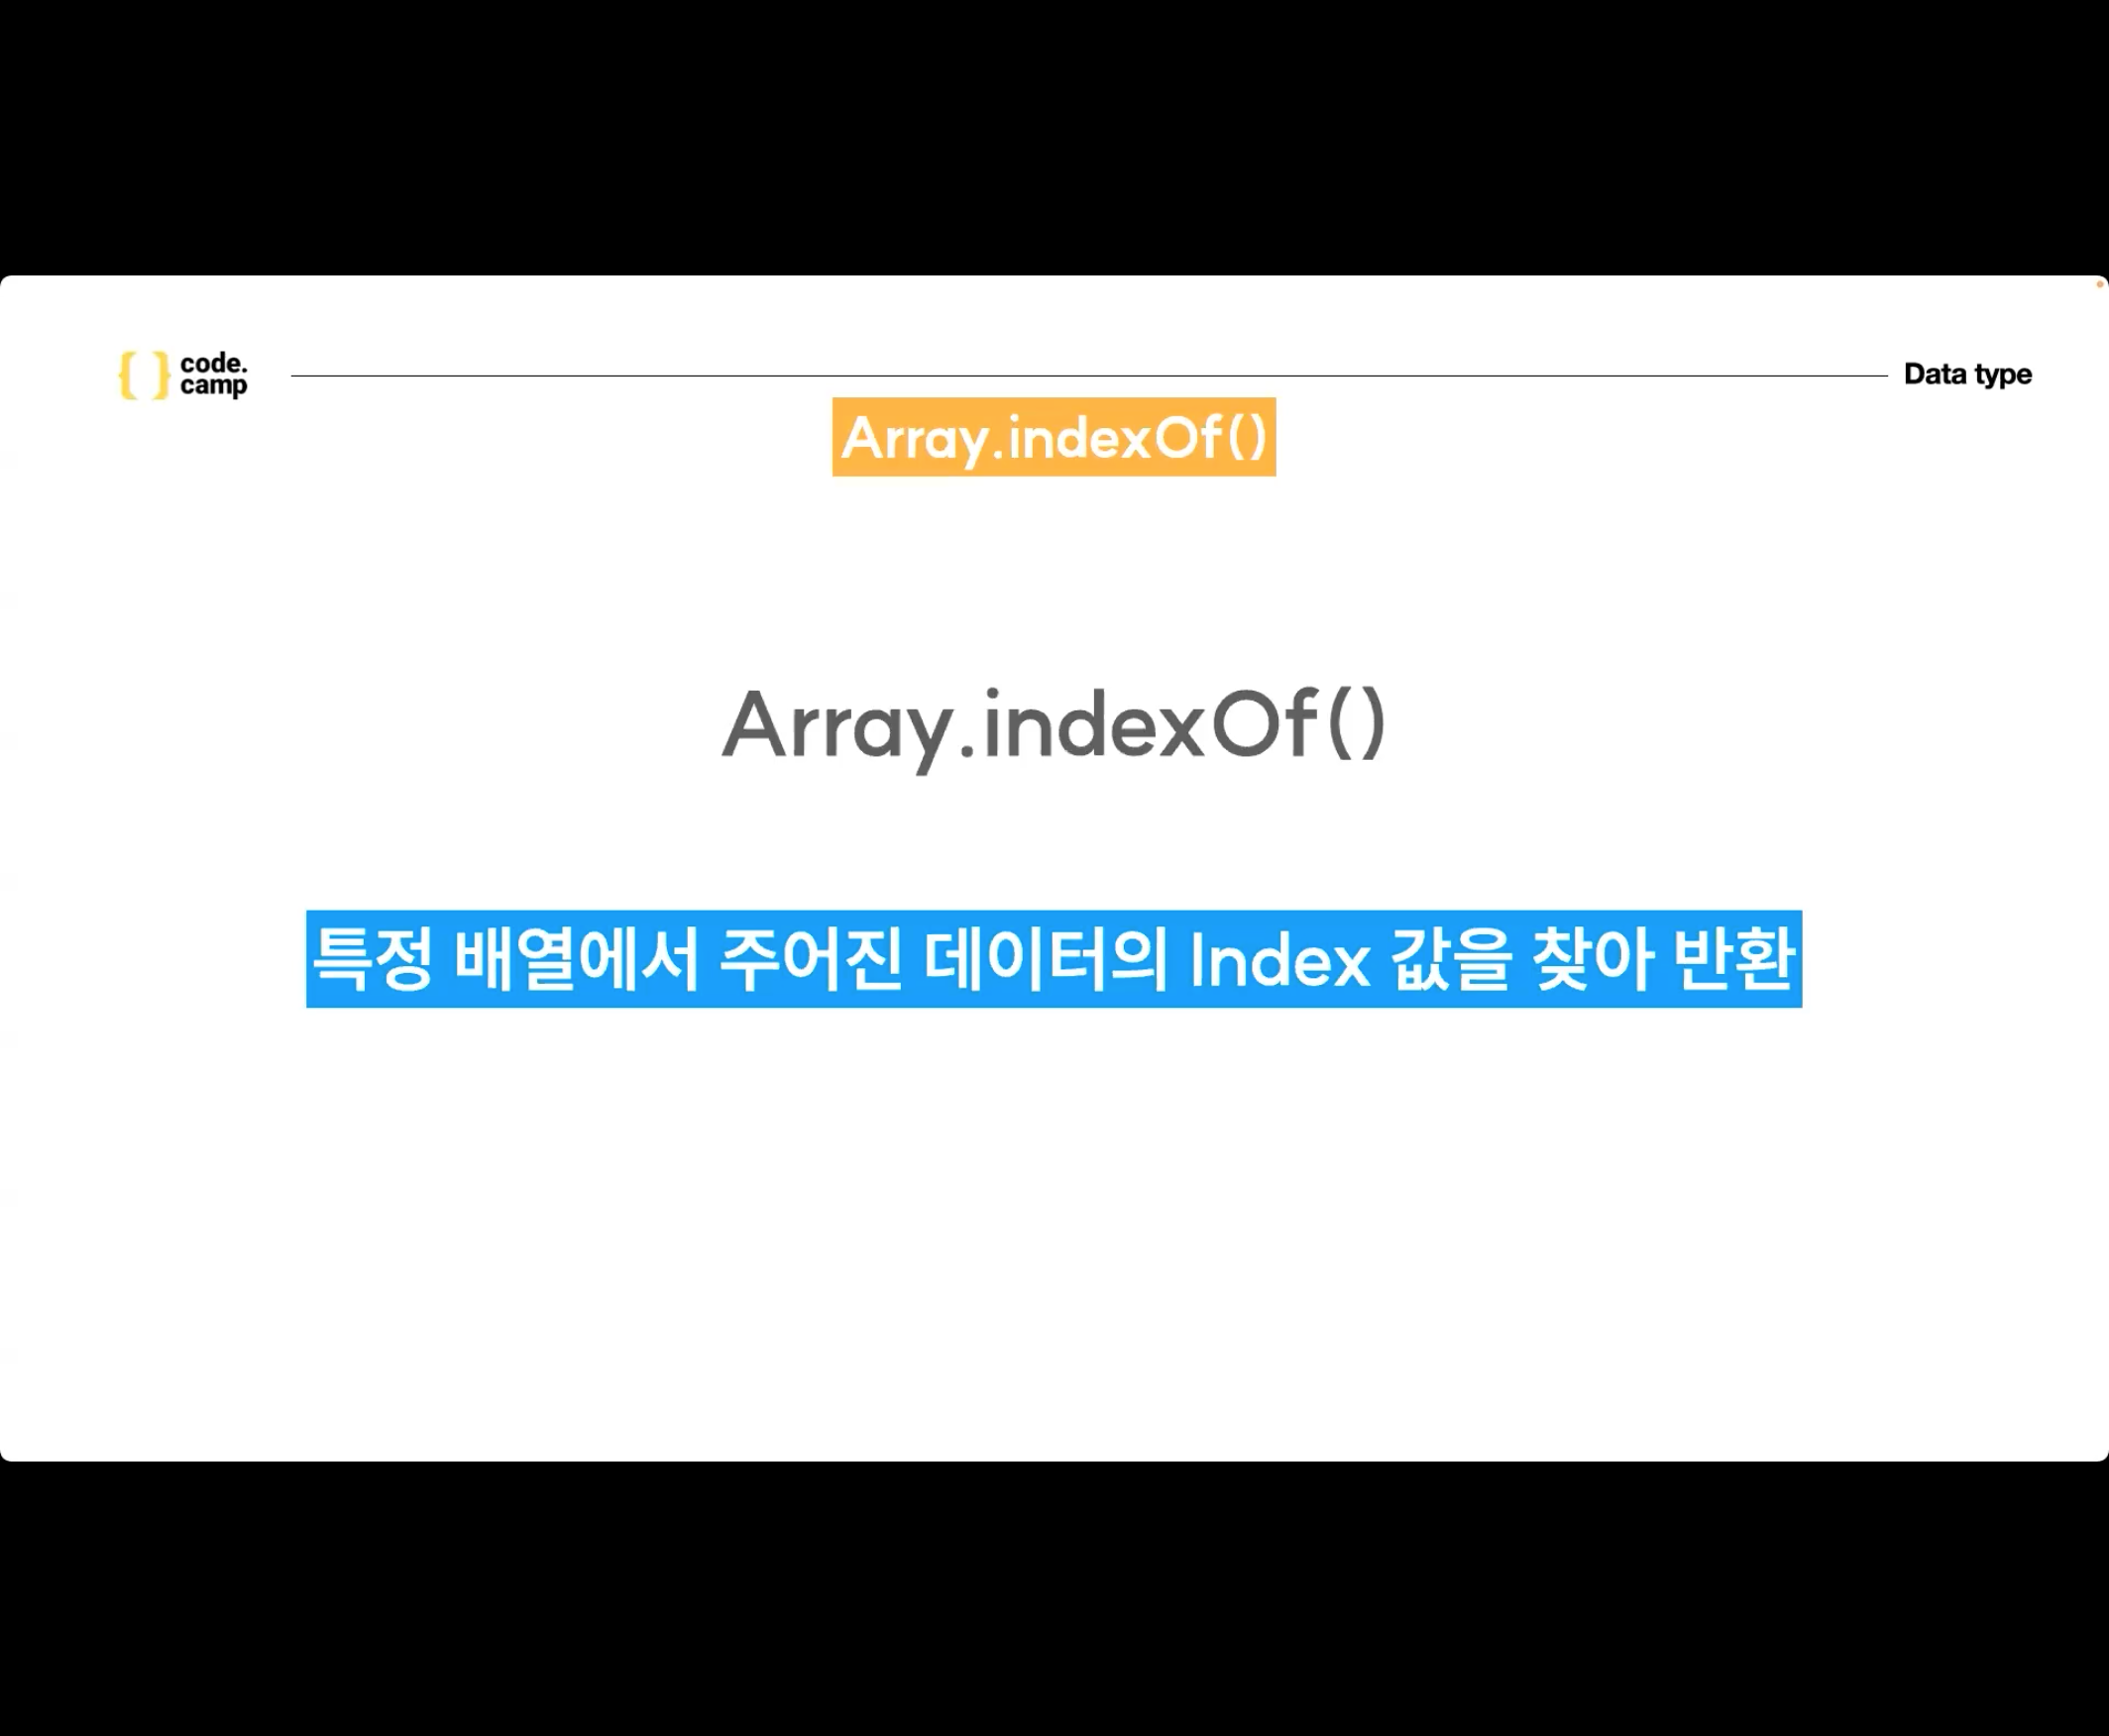 code.
camp
Data type
Array.indexOf()
Array.indexOf()
특정 배열에서 주어진 데이터의 Index 값을 찾아 반환